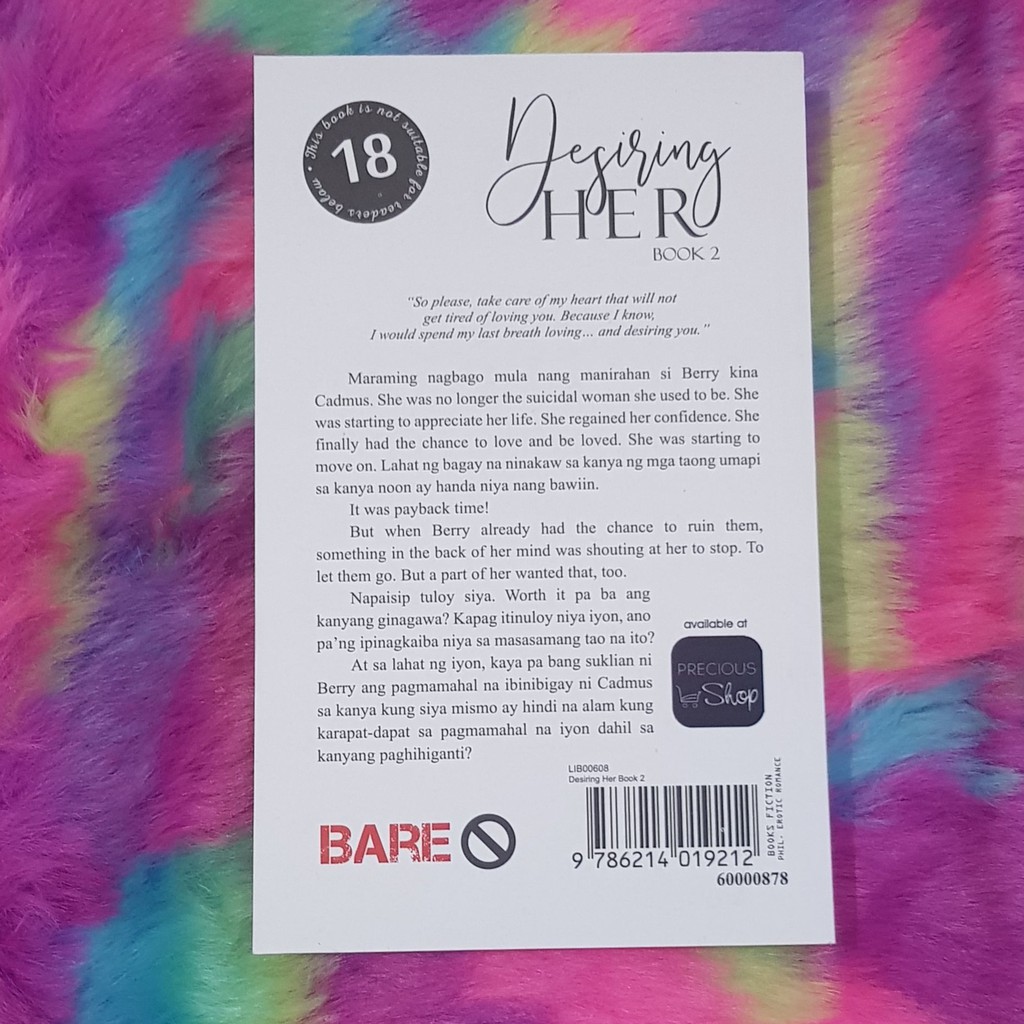 • This book is not suitable for readers below
18
Desiring
HER
BOOK 2
"So please, take care of my heart that will not
get tired of loving you. Because I know,
I would spend my last breath loving... and desiring you."
Maraming nagbago mula nang manirahan si Berry kina
Cadmus. She was no longer the suicidal woman she used to be. She
was starting to appreciate her life. She regained her confidence. She
finally had the chance to love and be loved. She was starting to
move on. Lahat ng bagay na ninakaw sa kanya ng mga taong umapi
sa kanya noon ay handa niya nang bawiin.
It was payback time!
But when Berry already had the chance to ruin them,
something in the back of her mind was shouting at her to stop. To
let them go. But a part of her wanted that, too.
Napaisip tuloy siya. Worth it pa ba ang
kanyang ginagawa? Kapag itinuloy niya iyon, ano
pa'ng ipinagkaiba niya sa masasamang tao na ito?
At sa lahat ng iyon, kaya pa bang suklian ni
Berry ang pagmamahal na ibinibigay ni Cadmus
sa kanya kung siya mismo ay hindi na alam kung
karapat-dapat sa pagmamahal na iyon dahil sa
kanyang paghihiganti?
available at
PRECIOUS
Shop
LIB00608
Desiring Her Book 2
BOOKS FICTION
PHIL. EROTIC ROMANCE
9 786214 019212
60000878
BARE